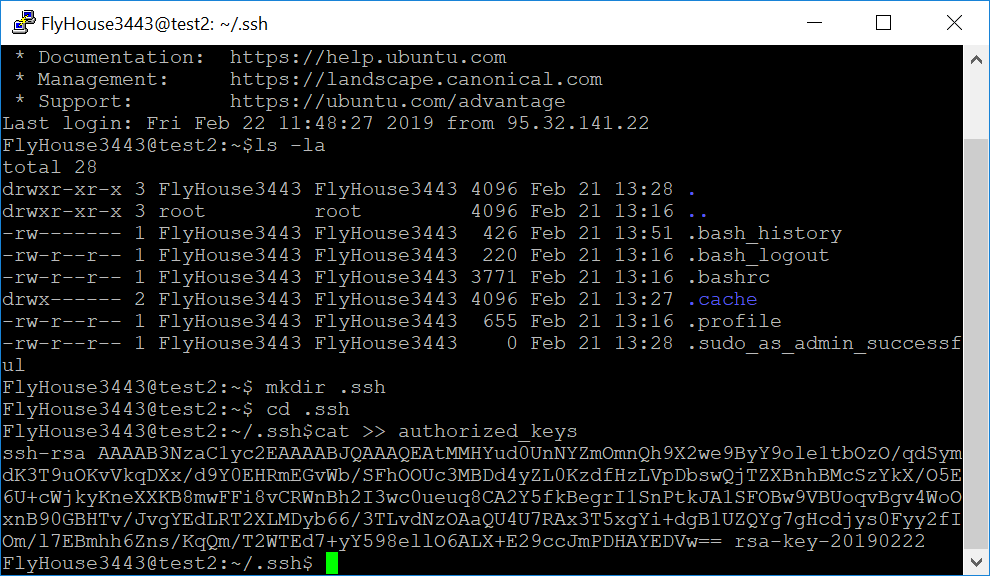 FlyHouse3443@test2: ~/.ssh
* Documentation:  https://help.ubuntu.com
* Management:     https://landscape.canonical.com
* Support:        https://ubuntu.com/advantage
Last login: Fri Feb 22 11:48:27 2019 from 95.32.141.22
FlyHouse3443@test2:~$ls -la
total 28
drwxr-xr-x 3 FlyHouse3443 FlyHouse3443 4096 Feb 21 13:28 .
drwxr-xr-x 3 root         root         4096 Feb 21 13:16 ..
-rw------- 1 FlyHouse3443 FlyHouse3443  426 Feb 21 13:51 .bash_history
-rw-r--r-- 1 FlyHouse3443 FlyHouse3443  220 Feb 21 13:16 .bash_logout
-rw-r--r-- 1 FlyHouse3443 FlyHouse3443 3771 Feb 21 13:16 .bashrc
drwx------ 2 FlyHouse3443 FlyHouse3443 4096 Feb 21 13:27 .cache
-rw-r--r-- 1 FlyHouse3443 FlyHouse3443  655 Feb 21 13:16 .profile
-rw-r--r-- 1 FlyHouse3443 FlyHouse3443    0 Feb 21 13:28 .sudo_as_admin_successf
ul
FlyHouse3443@test2:~$ mkdir .ssh
FlyHouse3443@test2:~$ cd .ssh
FlyHouse3443@test2:~/.ssh$cat >> authorized_keys
ssh-rsa AAAAB3NzaC1yc2EAAAABJQAAAQEAtMMHYud0UnNYZmOmnQh9X2we9ByY9ole1tbOzO/qdSym
dK3T9uOKvVkqDXx/d9Y0EHRmEGvWb/SFhOOUc3MBDd4yZL0KzdfHzLVpDbswQjTZXBnhBMcSzYkX/O5E
6U+cWjkyKneXXKB8mwFFi8vCRWnBh2I3wc0ueuq8CA2Y5fkBegrI1SnPtkJA1SFOBw9VBUoqvBgv4WoO
xnB90GBHTv/JvgYEdLRT2XLMDyb66/3TLvdNzOAaQU4U7RAx3T5xgYi+dgB1UZQYg7gHcdjys0Fyy2fI
Om/l7EBmhh6Zns/KqQm/T2WTEd7+yY598ellO6ALX+E29ccJmPDHAYEDVw== rsa-key-20190222
FlyHouse3443@test2:~/.ssh$